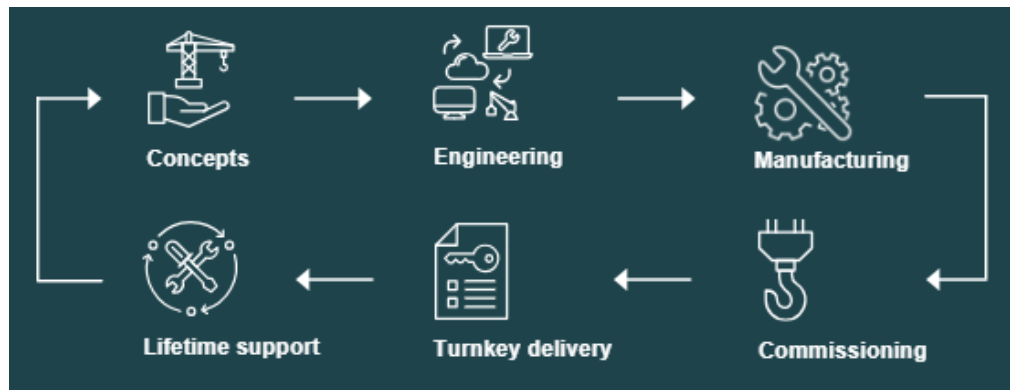 Concepts
Engineering
Manufacturing
Lifetime support
Turnkey delivery
Commissioning